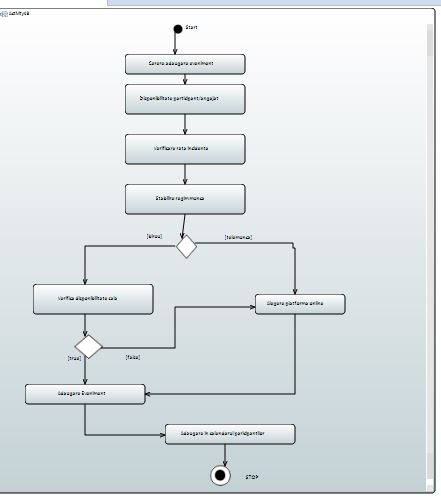 Start
Cerere adaugare eveniment
Disponibilitate participant/angajat
Verificare rata incidenta
Stabilire regim munca
[birou]
[telemunca]
Verifica disponibilitate sala
Alegere platforma online
[true]
[false]
Adaugare Eveniment
Adaugare in calendarul participantilor
STOP